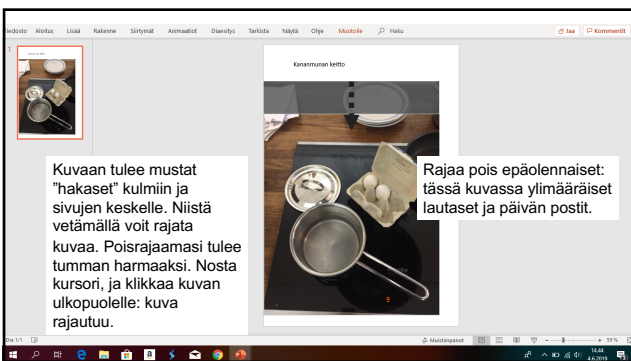 Tiedosto Aloitus Lisää Rakenne Siirtymät Animaatiot Diaesitys Tarkista Näytä Ohje Muotoile Haku Jaa Kommentit
1
Kananmunan keitto
Kuvaan tulee mustat
"hakaset" kulmiin ja
sivujen keskelle. Niistä
vetämällä voit rajata
kuvaa. Poisrajaamasi tulee
tumman harmaaksi. Nosta
kursori, ja klikkaa kuvan
ulkopuolelle: kuva
rajautuu.
Rajaa pois epäolennaiset:
tässä kuvassa ylimääräiset
lautaset ja päivän postit.
9
Dia 1/1 Muistiinpanot 59 %
14.44
4.6.2019